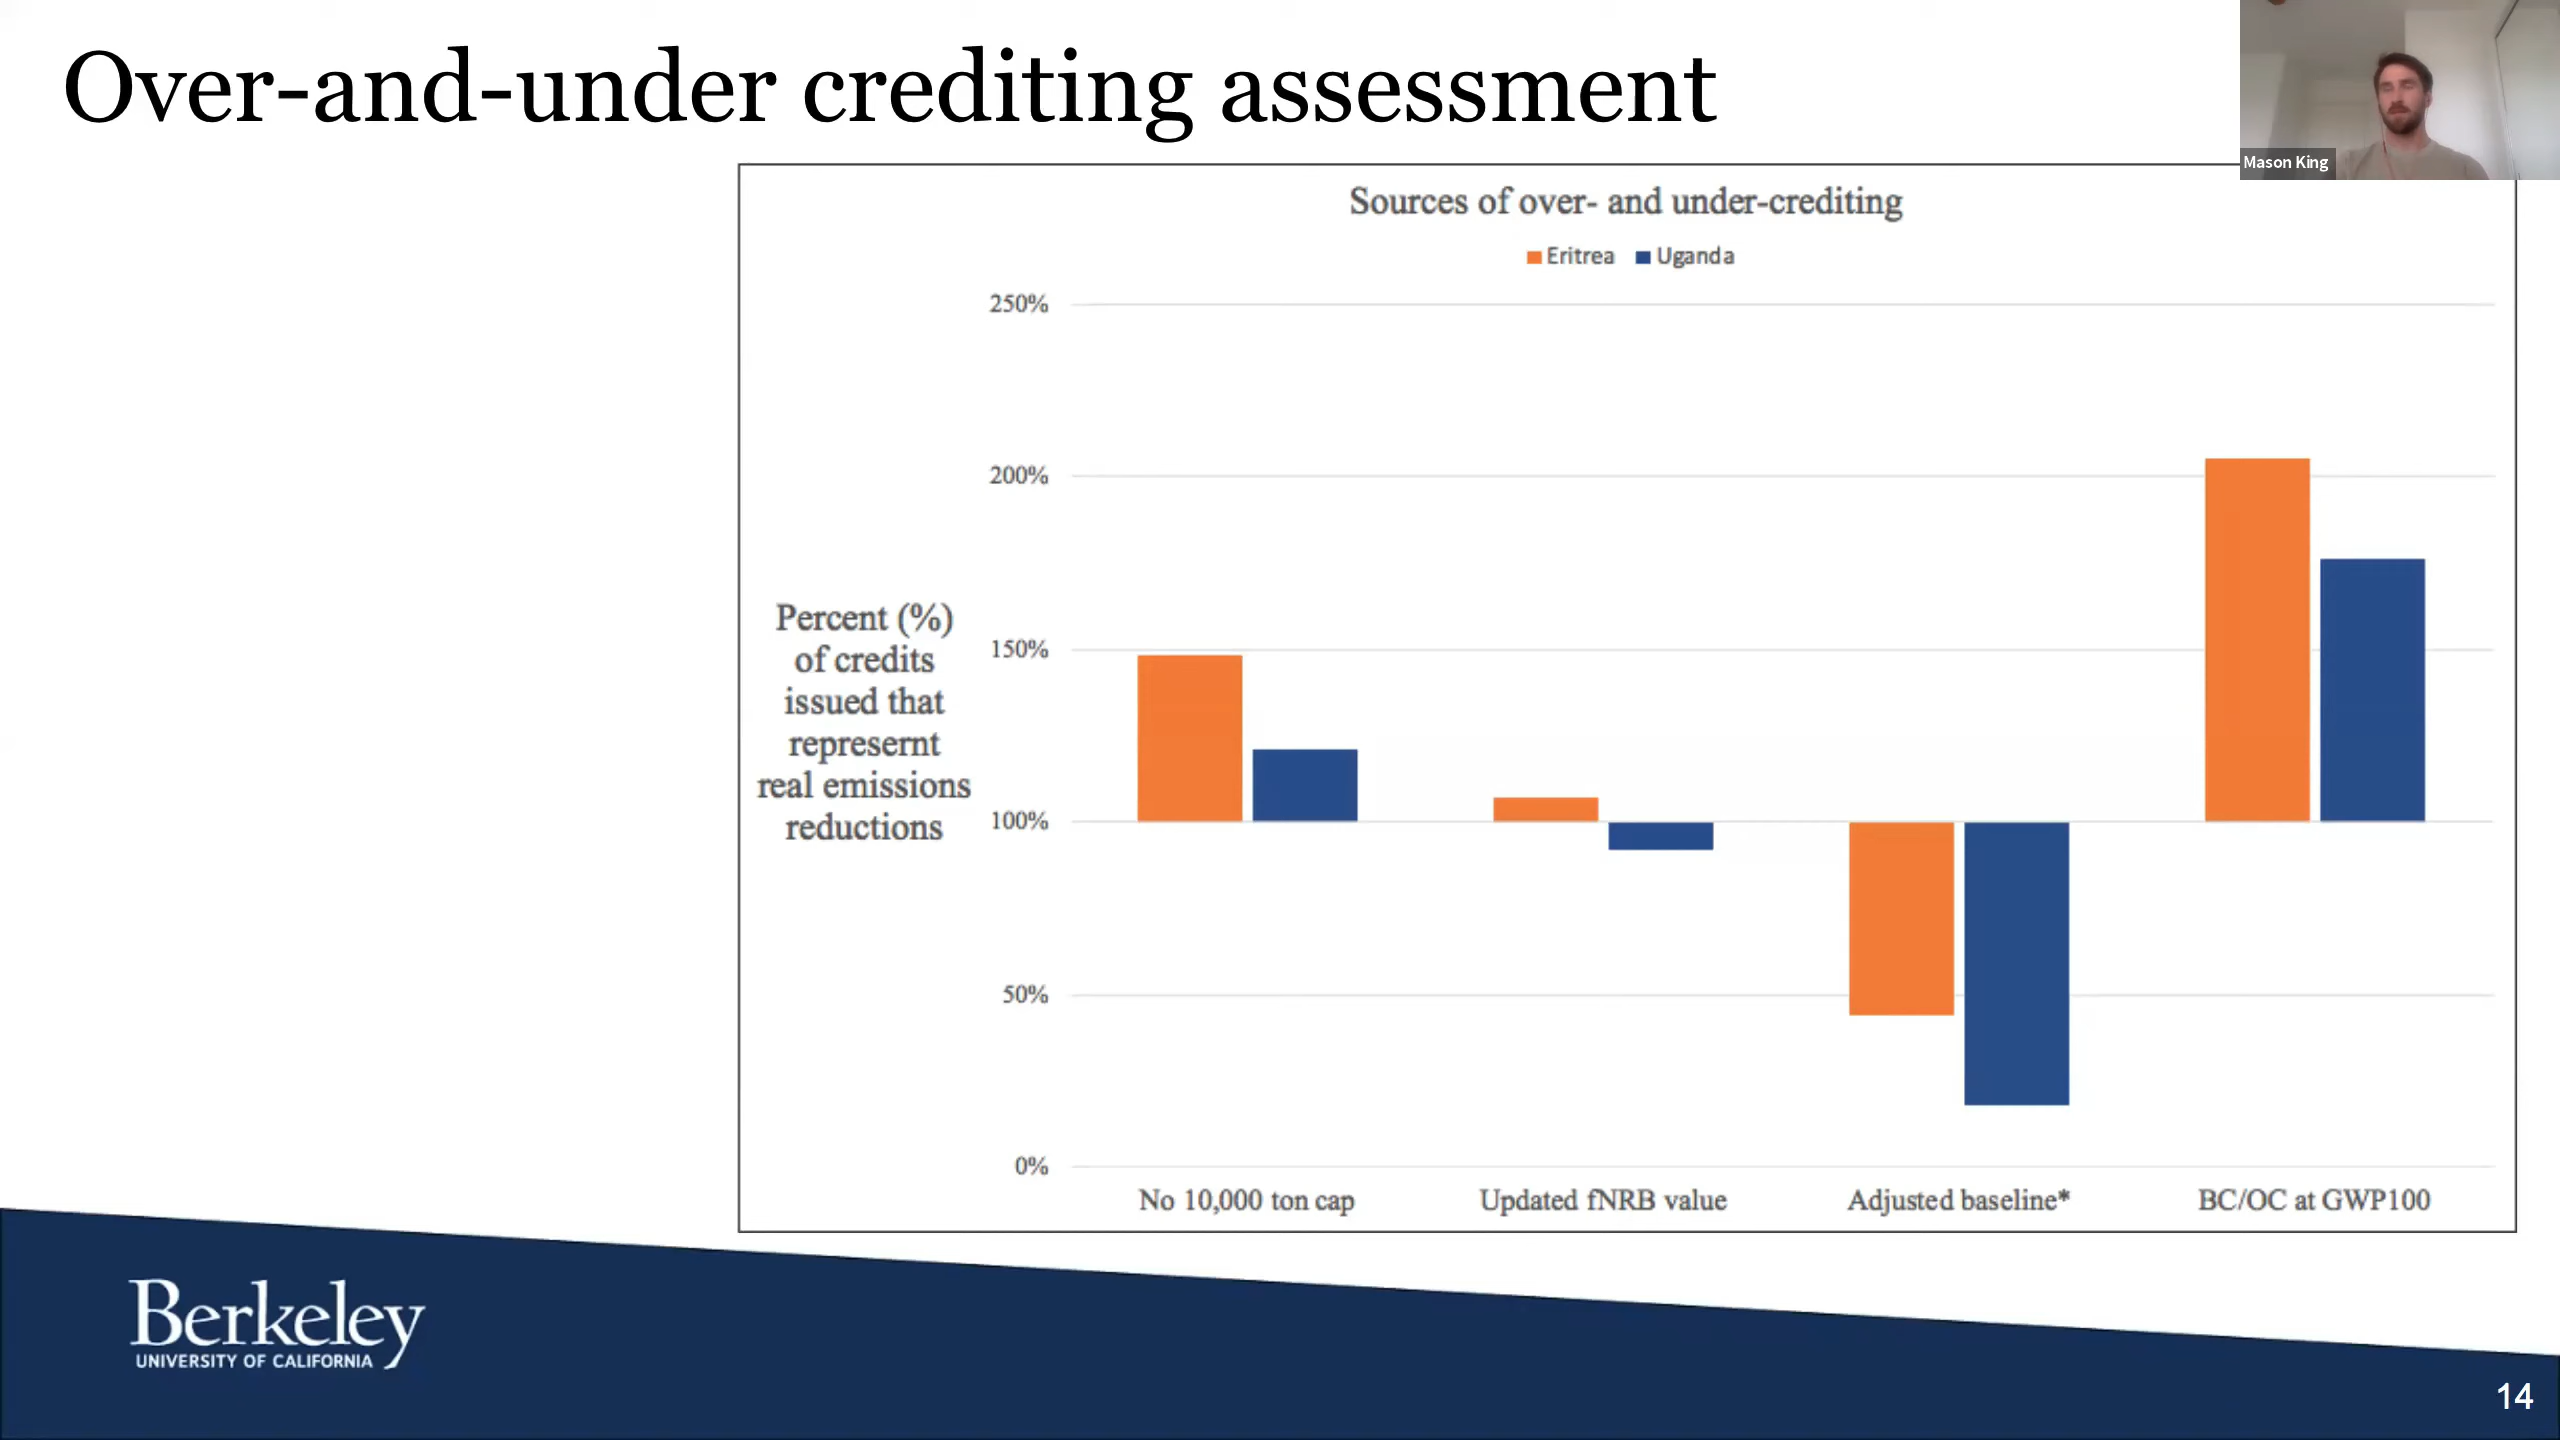 Over-and-under crediting assessment
Mason King
Sources of over- and under-crediting
Eritrea Uganda
250%
200%
150%
100%
50%
0%
Percent (%)
of credits
issued that
represernt
real emissions
reductions
No 10,000 ton cap
Updated fNRB value
Adjusted baseline*
BC/OC at GWP100
Berkeley
UNIVERSITY OF CALIFORNIA
14